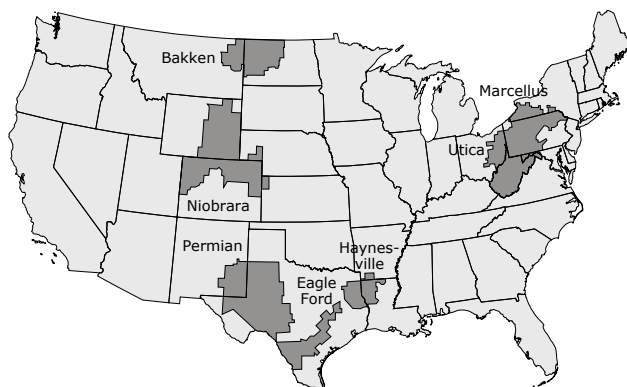 Bakken
Marcellus
Utica
Niobrara
Permian
Haynes-
ville
Eagle
Ford